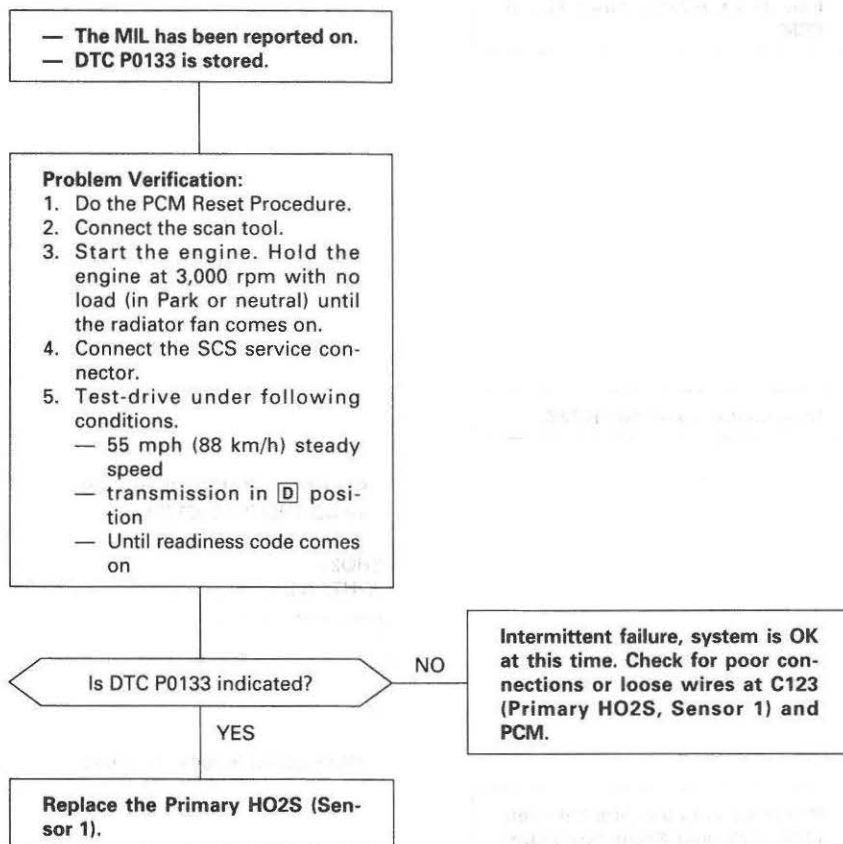 — The MIL has been reported on.
— DTC P0133 is stored.
Problem Verification:
1. Do the PCM Reset Procedure.
2. Connect the scan tool.
3. Start the engine. Hold the
engine at 3,000 rpm with no
load (in Park or neutral) until
the radiator fan comes on.
4. Connect the SCS service con-
nector.
5. Test-drive under following
conditions.
— 55 mph (88 km/h) steady
speed
— transmission in D posi-
tion
— Until readiness code comes
on
Is DTC P0133 indicated?
NO
Intermittent failure, system is OK
at this time. Check for poor con-
nections or loose wires at C123
(Primary HO2S, Sensor 1) and
PCM.
YES
Replace the Primary HO2S (Sen-
sor 1).